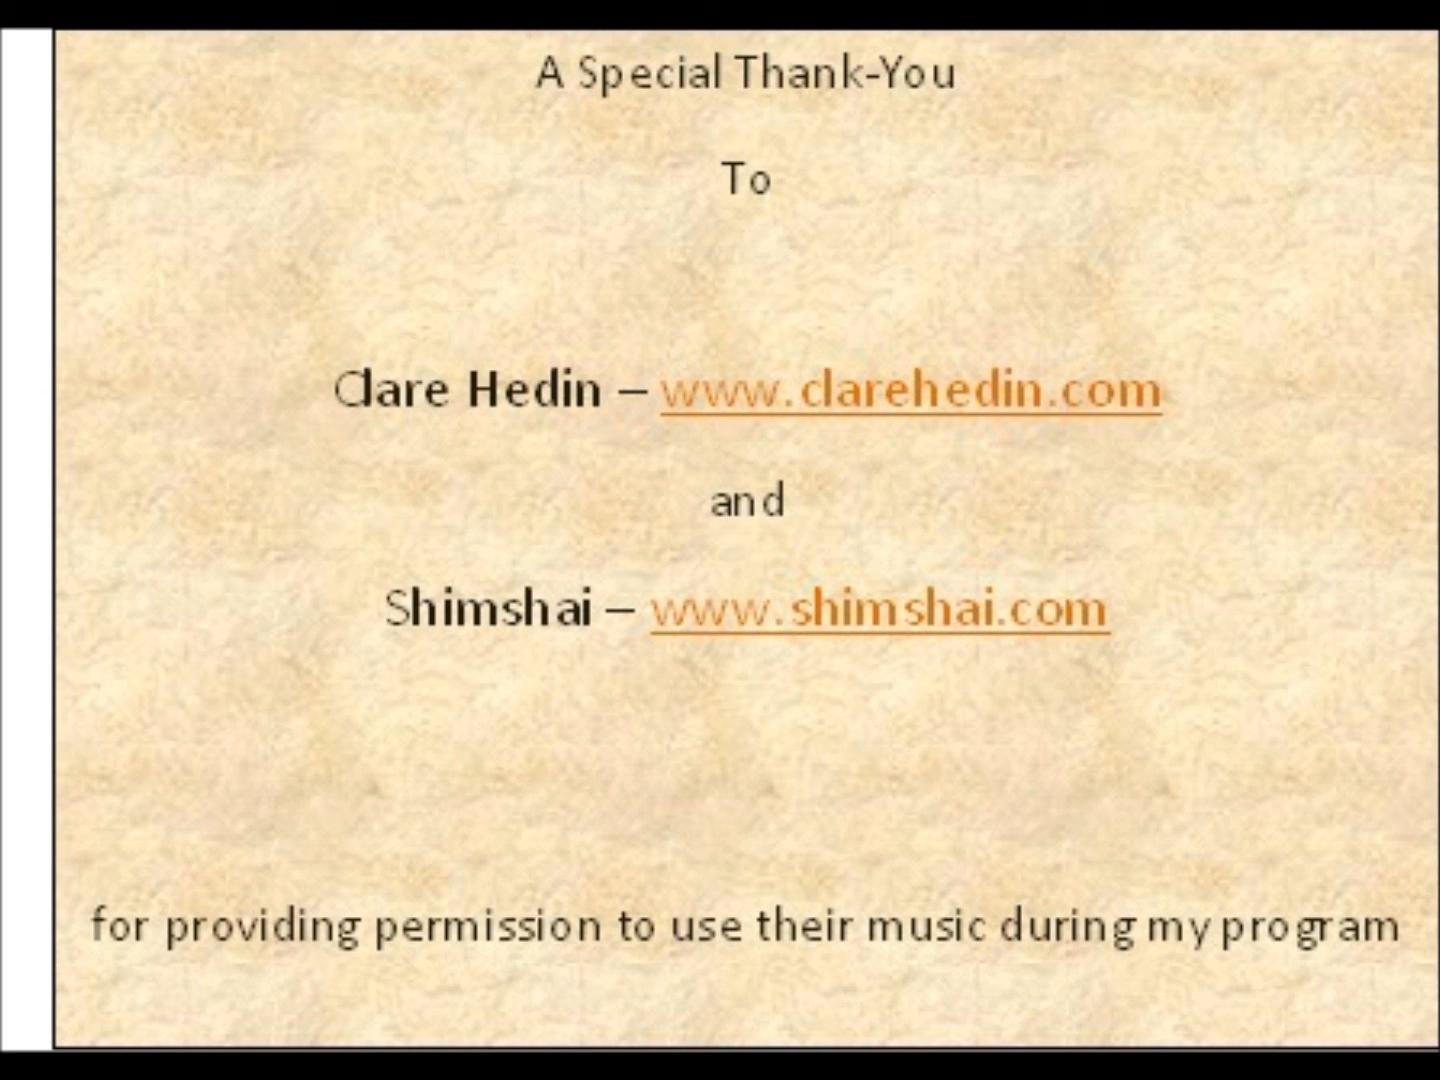 A Special Thank-You
To
Clare Hedin – www.clarehedin.com
and
Shimshai – www.shimshai.com
for providing permission to use their music during my program